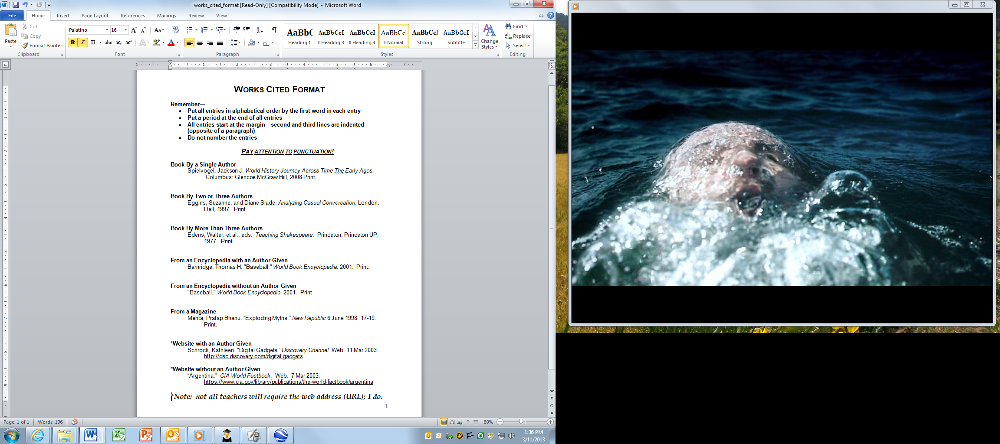 works_cited_format [Read-Only] [Compatibility Mode] - Microsoft Word
File Home Insert Page Layout References Mailings Review View
Paste
Cut
Copy
Format Painter
Clipboard
Palatino 16
Font
Paragraph
AaBbC AaBbCcI AaBbCcI AaBbCc AaBbCcl AaBbCcI
Heading 1 ¶ Heading 3 ¶ Heading 4 ¶ Normal Strong Subtitle
Change
Styles
Styles
Find
Replace
Select
Editing
1 1 2 3 4 5 6 7
WORKS CITED FORMAT
Remember—
• Put all entries in alphabetical order by the first word in each entry
• Put a period at the end of all entries
• All entries start at the margin—second and third lines are indented
(opposite of a paragraph)
• Do not number the entries
PAY ATTENTION TO PUNCTUATION!
Book By a Single Author
Spielvogel, Jackson J. World History Journey Across Time The Early Ages.
Columbus: Glencoe McGraw Hill, 2008 Print.
Book By Two or Three Authors
Eggins, Suzanne, and Diane Slade. Analyzing Casual Conversation. London:
Dell, 1997.  Print.
Book By More Than Three Authors
Edens, Walter, et al., eds.  Teaching Shakespeare.  Princeton: Princeton UP,
1977.  Print.
From an Encyclopedia with an Author Given
Barnridge, Thomas H. "Baseball." World Book Encyclopedia. 2001.  Print.
From an Encyclopedia without an Author Given
"Baseball." World Book Encyclopedia. 2001.  Print
From a Magazine
Mehta, Pratap Bhanu. “Exploding Myths.” New Republic 6 June 1998: 17-19.
Print.
*Website with an Author Given
Schrock, Kathleen. "Digital Gadgets.” Discovery Channel. Web. 11 Mar 2003.
http://dsc.discovery.com/digital gadgets
*Website without an Author Given
“Argentina.”  CIA World Factbook.  Web.  7 Mar 2003.
https://www.cia.gov/library/publications/the-world-factbook/argentina
*Note:  not all teachers will require the web address (URL); I do.
1
Page: 1 of 1 Words: 196 80%
1:36 PM
3/11/2013